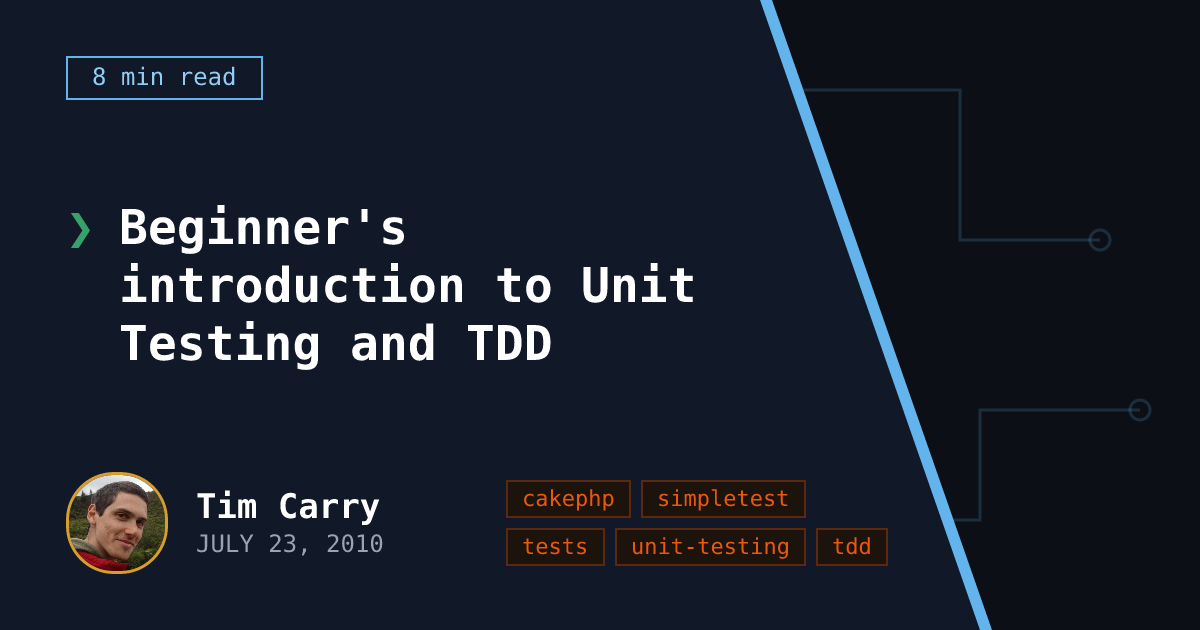 8 min read
❯ Beginner's
introduction to Unit
Testing and TDD
Tim Carry
JULY 23, 2010
cakephp simpletest
tests unit-testing tdd